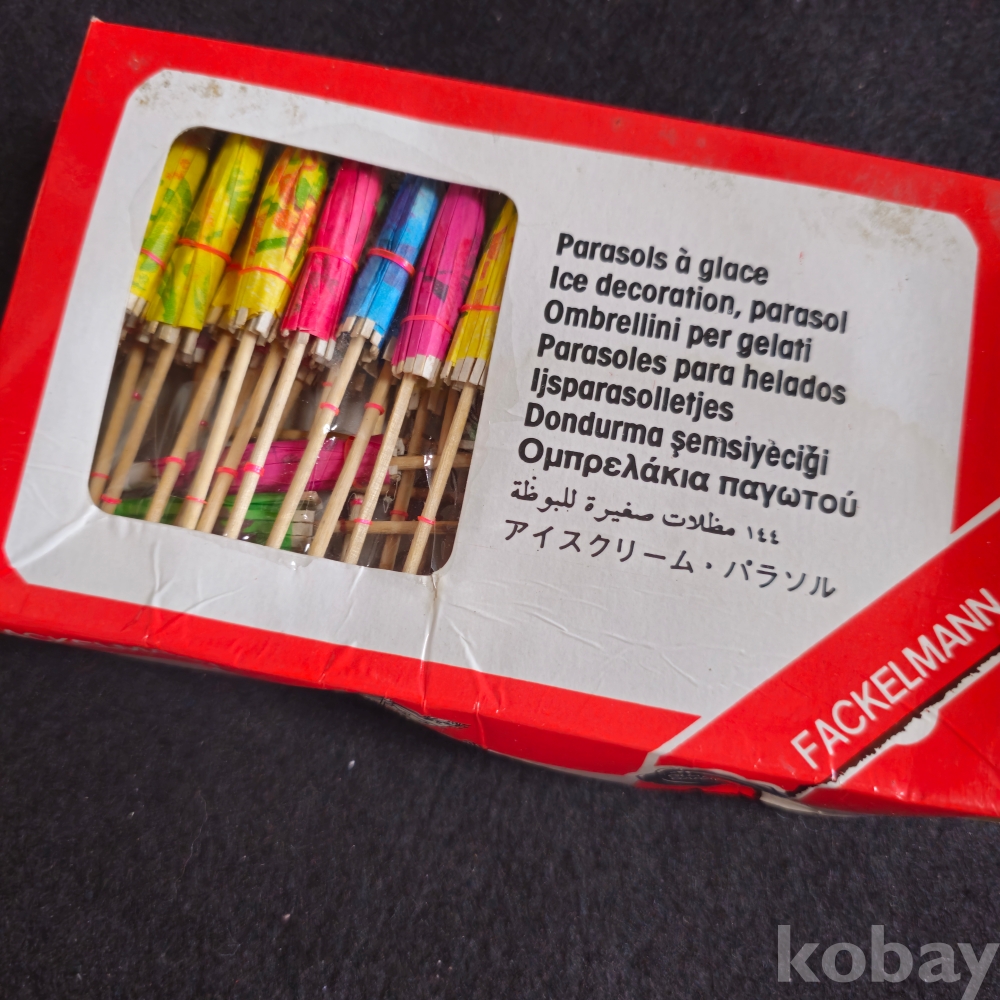 Parasols à glace
Ice decoration, parasol
Ombrellini per gelati
Parasoles para helados
Ijsparasolletjes
Dondurma şemsiyèciği
Ομπρελάκια παγωτού
١٤٤ مظلات صغيرة للبوظة
アイスクリーム・パラソル
FACKELMANN
kobay